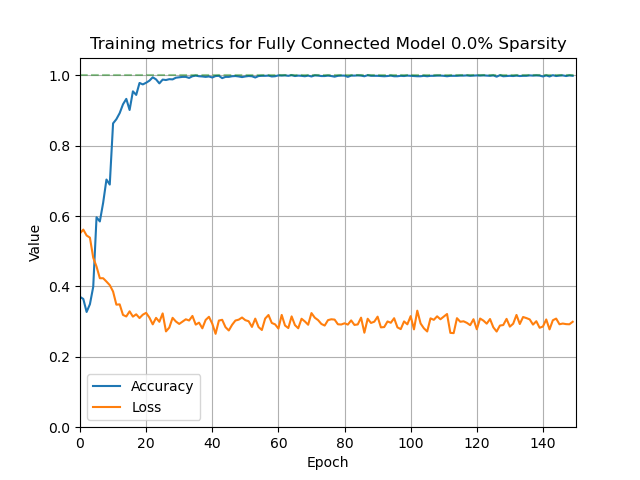 Training metrics for Fully Connected Model 0.0% Sparsity
1.0
0.8
0.6
0.4
0.2
0.0
Value
Accuracy
Loss
0 20 40 60 80 100 120 140
Epoch